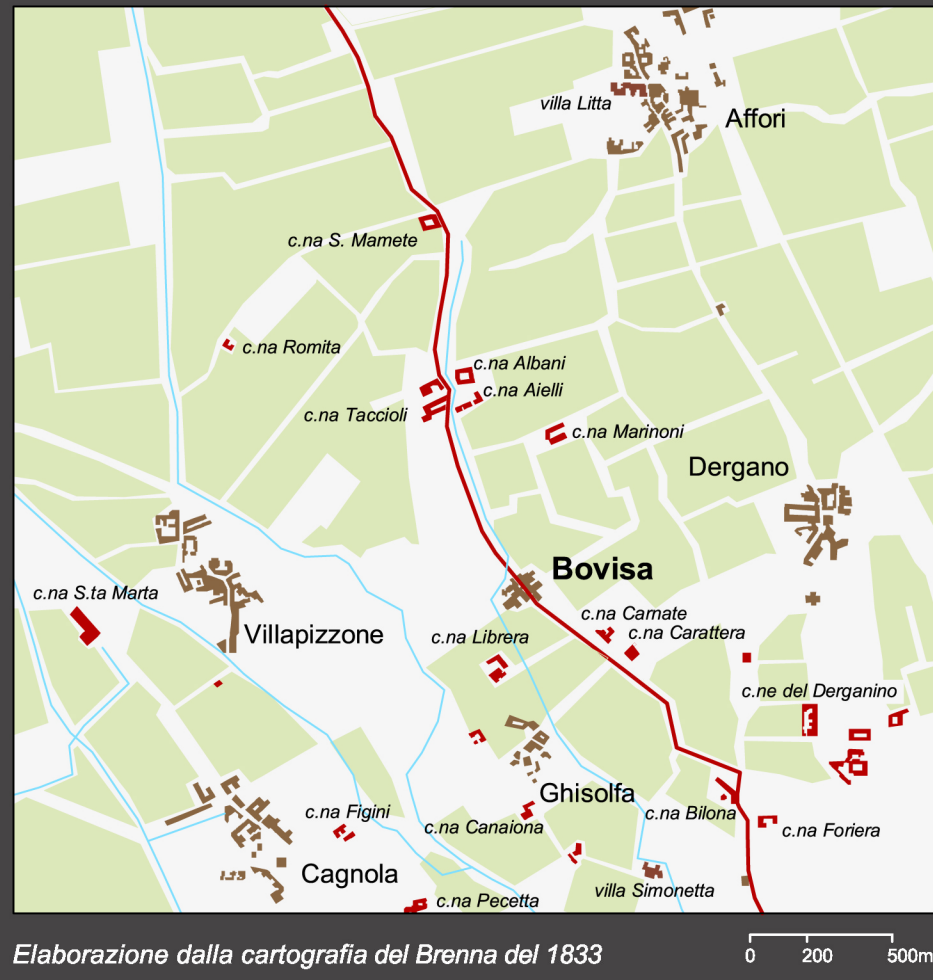 villa Litta
Affori
c.na S. Mamete
c.na Romita
c.na Albani
c.na Aielli
c.na Taccioli
c.na Marinoni
Dergano
Bovisa
c.na S.ta Marta
c.na Carnate
c.na Carattera
Villapizzone
c.na Librera
c.ne del Derganino
Ghisolfa
c.na Figini
c.na Canaiona
c.na Bilona
c.na Foriera
Cagnola
villa Simonetta
c.na Pecetta
Elaborazione dalla cartografia del Brenna del 1833
0 200 500m